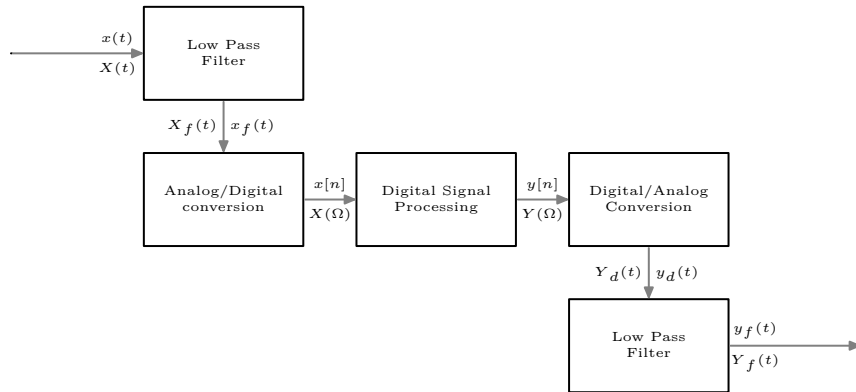 x(t)
X(t)
Low Pass
Filter
X_f(t) x_f(t)
Analog/Digital
conversion
x[n]
X(Ω)
Digital Signal
Processing
y[n]
Y(Ω)
Digital/Analog
Conversion
Y_d(t) y_d(t)
Low Pass
Filter
y_f(t)
Y_f(t)